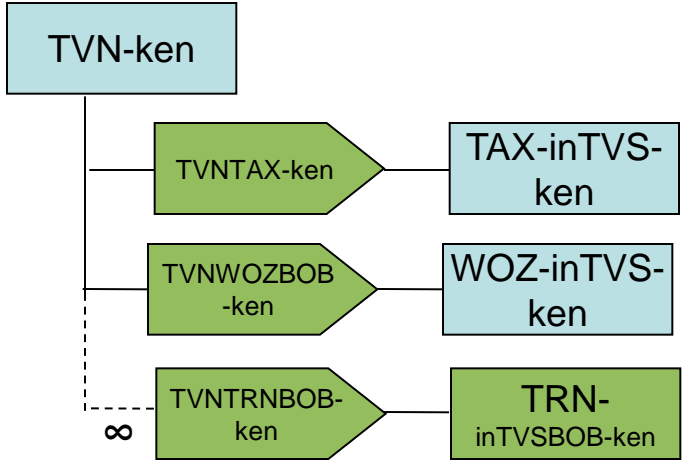 TVN-ken
TVNTAX-ken
TAX-inTVS-
ken
TVNWOZBOB
-ken
WOZ-inTVS-
ken
TVNTRNBOB-
ken
TRN-
inTVSBOB-ken
∞